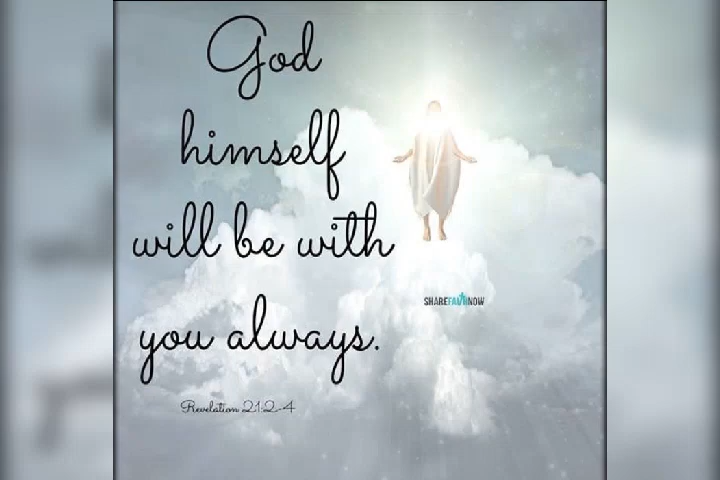 God
himself
will be with
you always.
SHAREFAITHNOW
Revelation 21:2-4